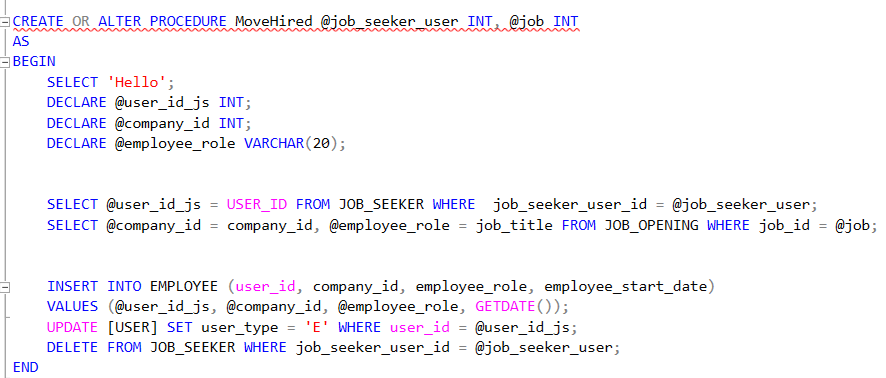 CREATE OR ALTER PROCEDURE MoveHired @job_seeker_user INT, @job INT
AS
BEGIN
SELECT 'Hello';
DECLARE @user_id_js INT;
DECLARE @company_id INT;
DECLARE @employee_role VARCHAR(20);
SELECT @user_id_js = USER_ID FROM JOB_SEEKER WHERE  job_seeker_user_id = @job_seeker_user;
SELECT @company_id = company_id, @employee_role = job_title FROM JOB_OPENING WHERE job_id = @job;
INSERT INTO EMPLOYEE (user_id, company_id, employee_role, employee_start_date)
VALUES (@user_id_js, @company_id, @employee_role, GETDATE());
UPDATE [USER] SET user_type = 'E' WHERE user_id = @user_id_js;
DELETE FROM JOB_SEEKER WHERE job_seeker_user_id = @job_seeker_user;
END